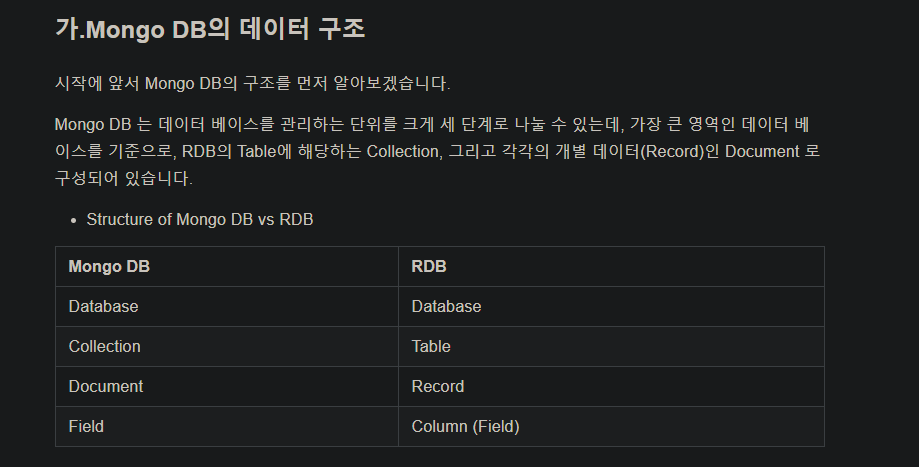 가.Mongo DB의 데이터 구조
시작에 앞서 Mongo DB의 구조를 먼저 알아보겠습니다.
Mongo DB 는 데이터 베이스를 관리하는 단위를 크게 세 단계로 나눌 수 있는데, 가장 큰 영역인 데이터 베
이스를 기준으로, RDB의 Table에 해당하는 Collection, 그리고 각각의 개별 데이터(Record)인 Document 로
구성되어 있습니다.
• Structure of Mongo DB vs RDB
Mongo DB RDB
Database Database
Collection Table
Document Record
Field Column (Field)